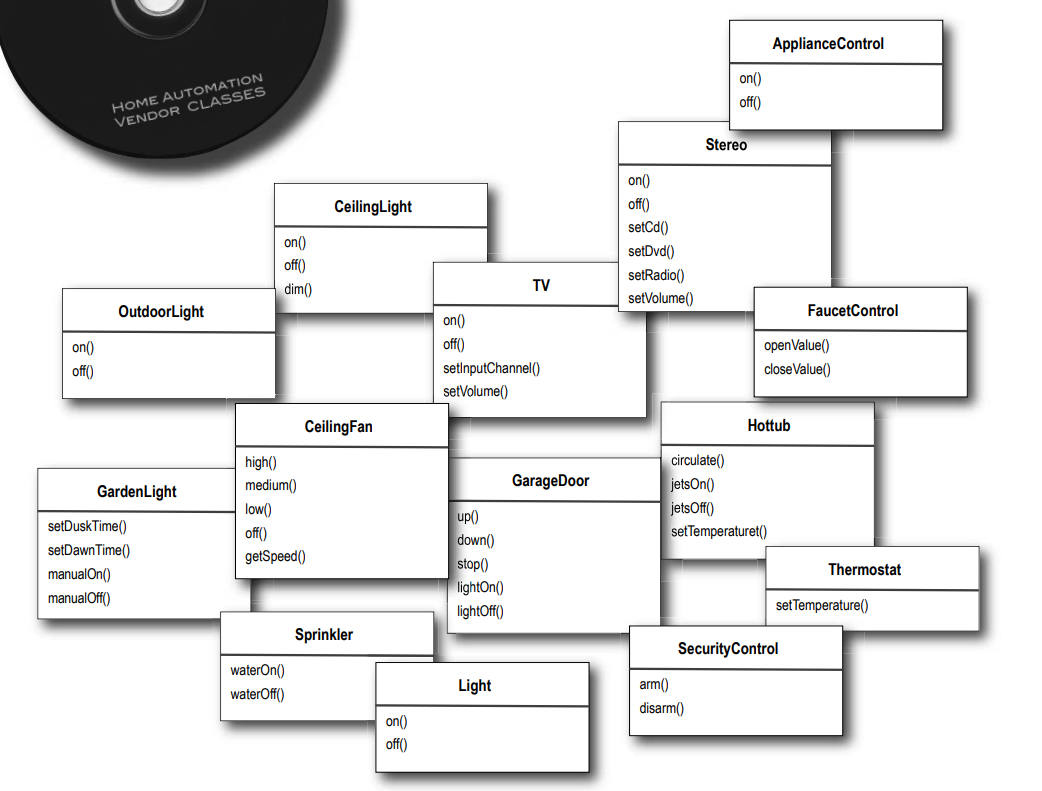 HOME AUTOMATION
VENDOR CLASSES
ApplianceControl
on()
off()
Stereo
on()
off()
setCd()
setDvd()
setRadio()
setVolume()
CeilingLight
on()
off()
dim()
TV
on()
off()
setInputChannel()
setVolume()
OutdoorLight
on()
off()
FaucetControl
openValue()
closeValue()
CeilingFan
high()
medium()
low()
off()
getSpeed()
Hottub
circulate()
jetsOn()
jetsOff()
setTemperaturet()
GardenLight
setDuskTime()
setDawnTime()
manualOn()
manualOff()
GarageDoor
up()
down()
stop()
lightOn()
lightOff()
Thermostat
setTemperature()
Sprinkler
waterOn()
waterOff()
SecurityControl
arm()
disarm()
Light
on()
off()